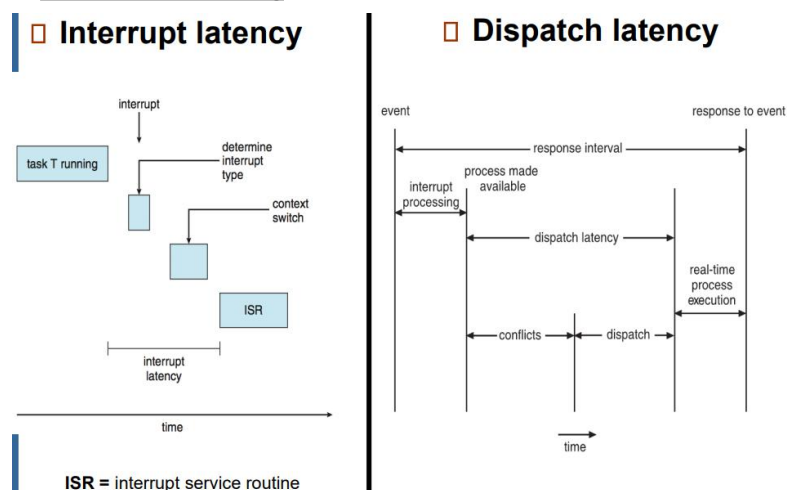 Interrupt latency
interrupt
task T running
determine
interrupt
type
context
switch
ISR
interrupt
latency
time
ISR = interrupt service routine
Dispatch latency
event
response to event
response interval
process made
available
interrupt
processing
dispatch latency
real-time
process
execution
conflicts
dispatch
time